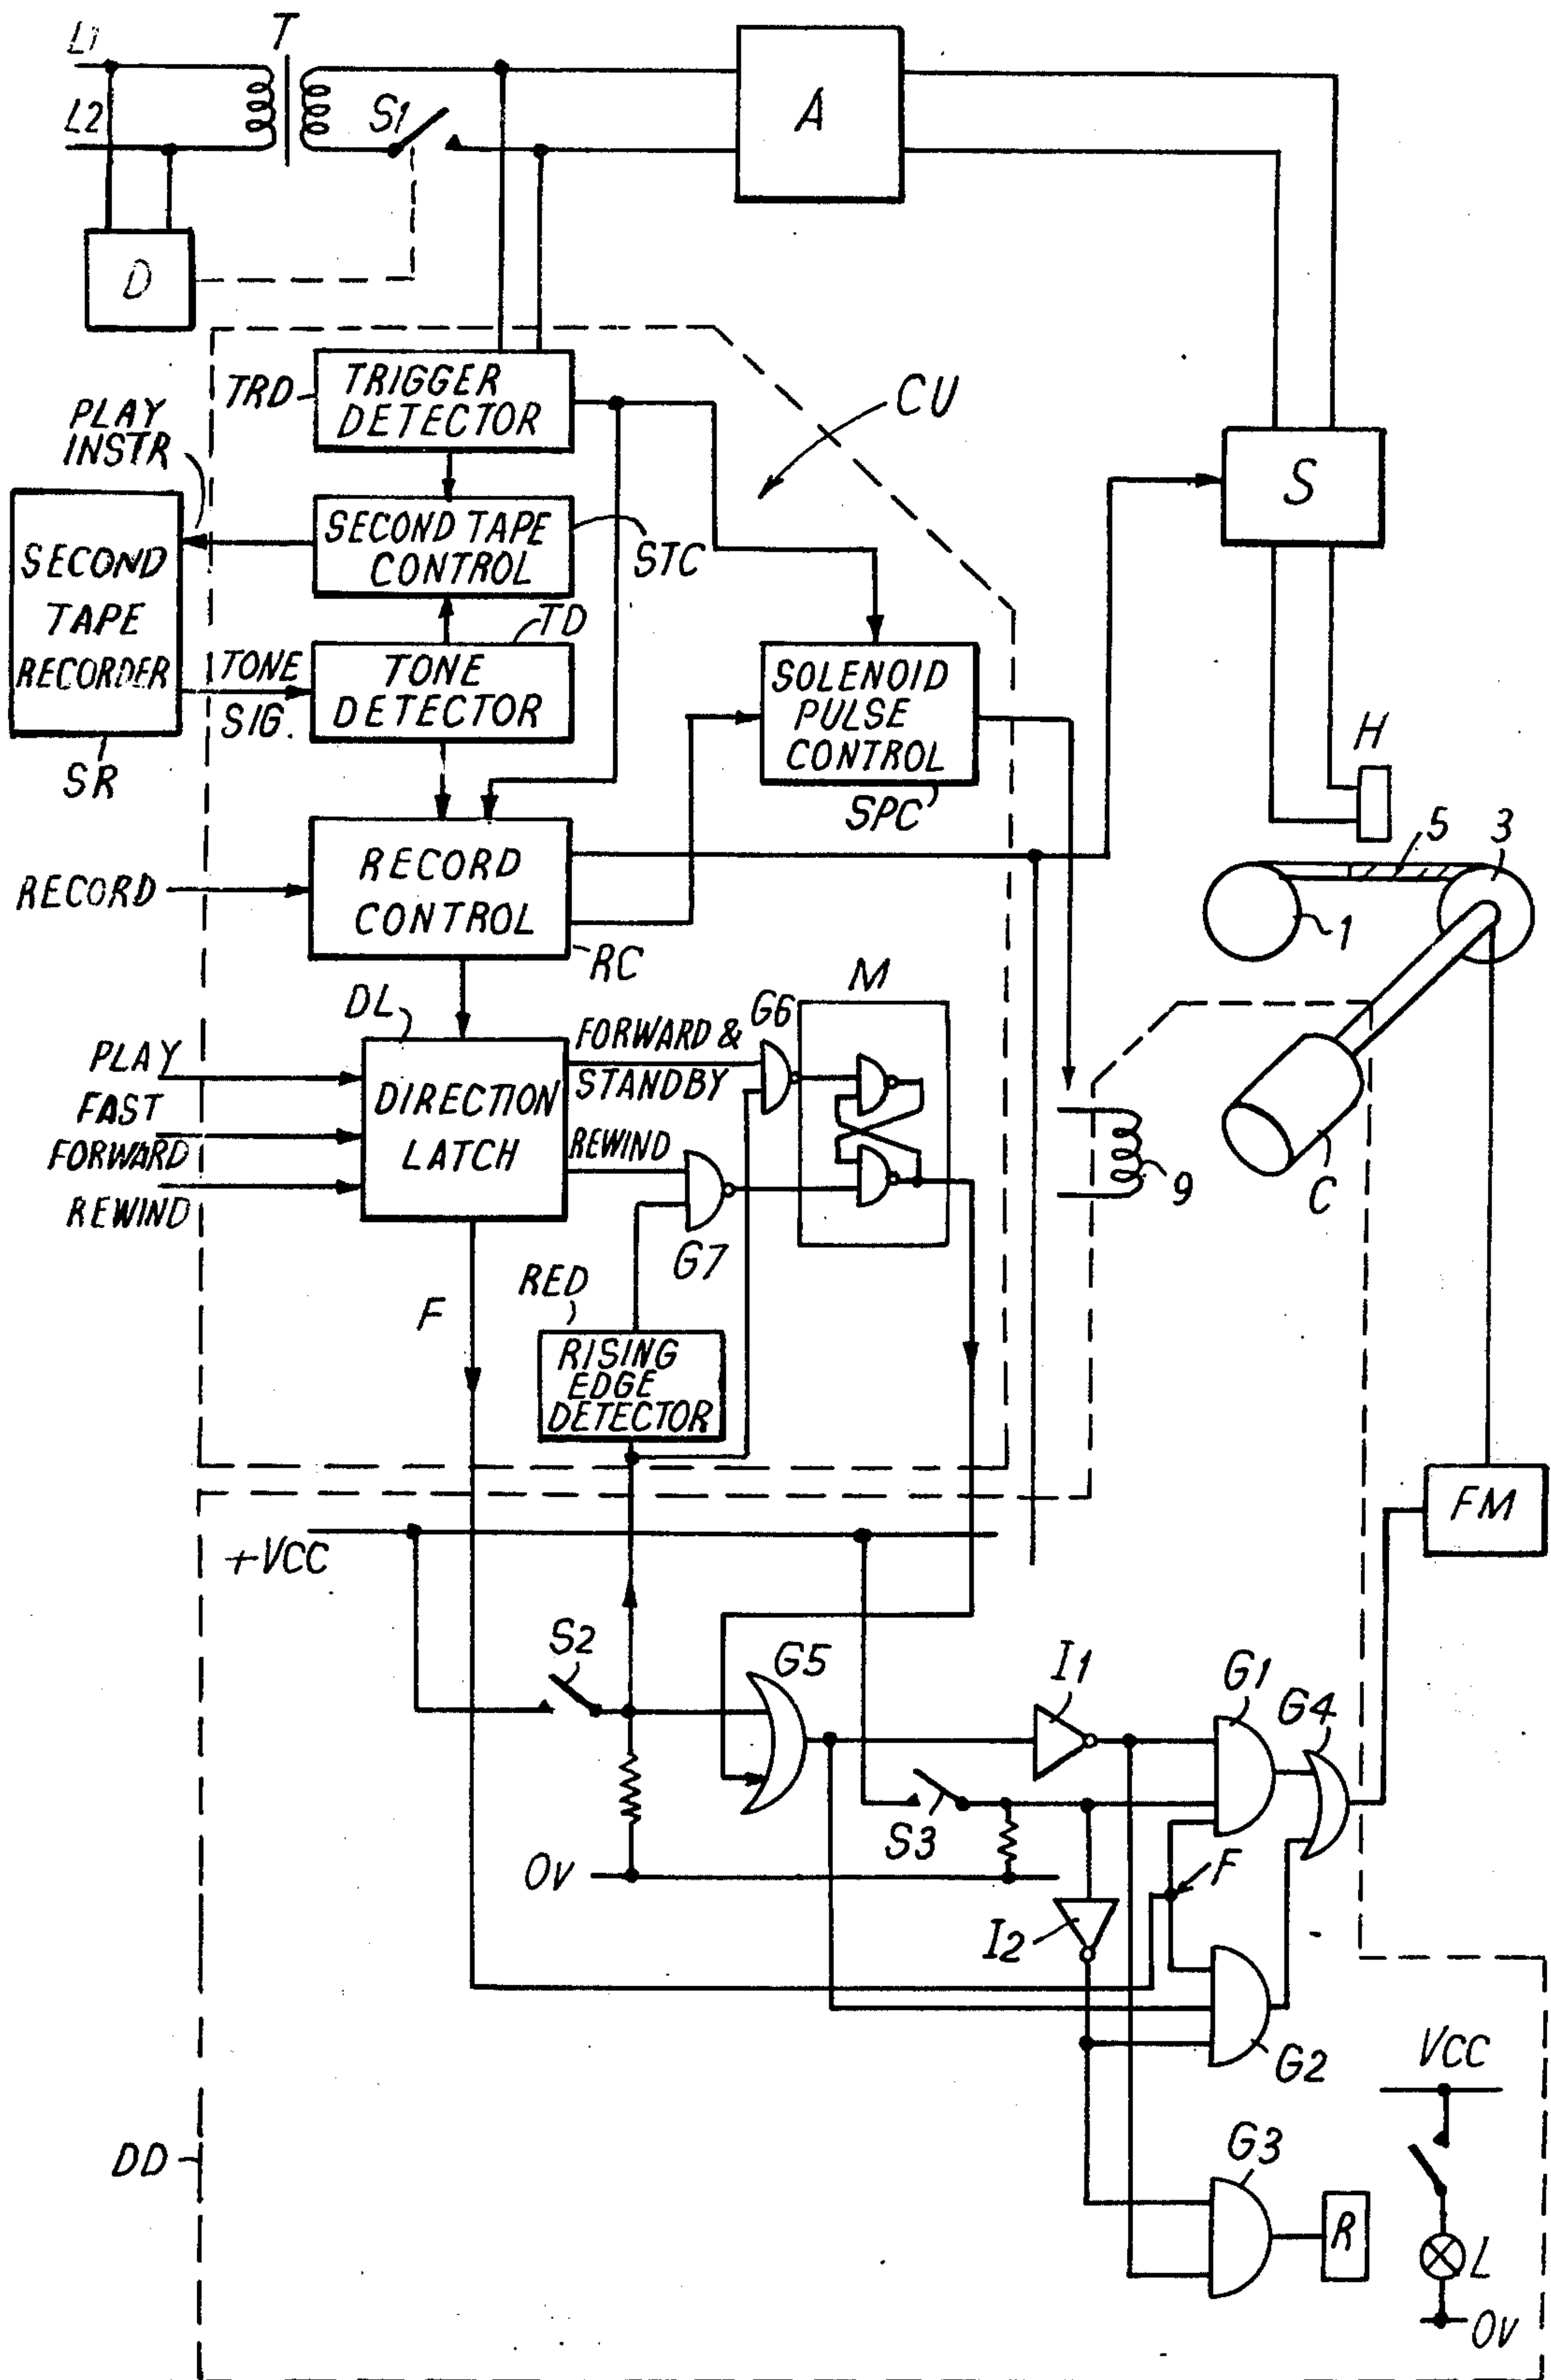 L1
T
L2
S1
A
D
TRD
TRIGGER
DETECTOR
CU
PLAY
INSTR
S
SECOND
TAPE
RECORDER
SECOND TAPE
CONTROL
STC
TD
TONE
SIG.
TONE
DETECTOR
SOLENOID
PULSE
CONTROL
SPC
SR
H
5
3
1
RECORD
RECORD
CONTROL
RC
M
DL
FORWARD &
STANDBY
G6
PLAY
FAST
FORWARD
REWIND
DIRECTION
LATCH
REWIND
G7
9
C
F
RED
RISING
EDGE
DETECTOR
FM
+VCC
S2
G5
I1
G1
G4
S3
OV
F
I2
G2
VCC
DD
G3
R
L
OV